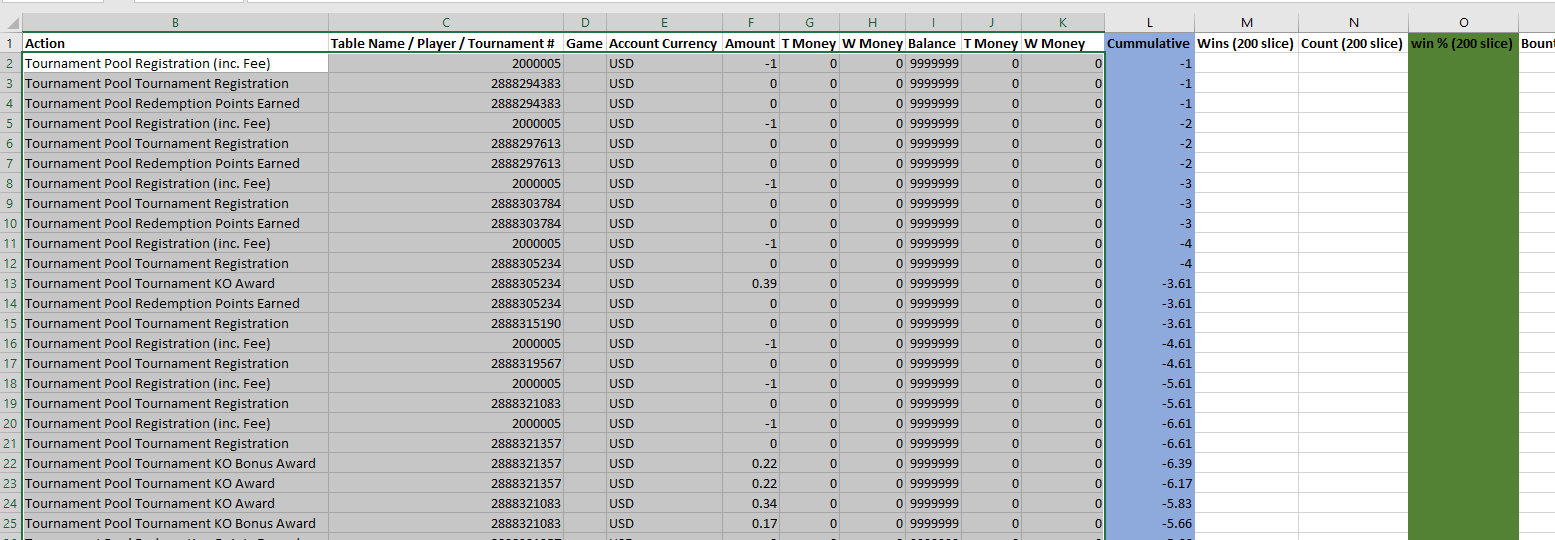 B C D E F G H I J K L M N O
1 Action Table Name / Player / Tournament # Game Account Currency Amount T Money W Money Balance T Money W Money Cummulative Wins (200 slice) Count (200 slice) win % (200 slice) Boun
2 Tournament Pool Registration (inc. Fee) 2000005 USD -1 0 0 9999999 0 0 -1
3 Tournament Pool Tournament Registration 2888294383 USD 0 0 0 9999999 0 0 -1
4 Tournament Pool Redemption Points Earned 2888294383 USD 0 0 0 9999999 0 0 -1
5 Tournament Pool Registration (inc. Fee) 2000005 USD -1 0 0 9999999 0 0 -2
6 Tournament Pool Tournament Registration 2888297613 USD 0 0 0 9999999 0 0 -2
7 Tournament Pool Redemption Points Earned 2888297613 USD 0 0 0 9999999 0 0 -2
8 Tournament Pool Registration (inc. Fee) 2000005 USD -1 0 0 9999999 0 0 -3
9 Tournament Pool Tournament Registration 2888303784 USD 0 0 0 9999999 0 0 -3
10 Tournament Pool Redemption Points Earned 2888303784 USD 0 0 0 9999999 0 0 -3
11 Tournament Pool Registration (inc. Fee) 2000005 USD -1 0 0 9999999 0 0 -4
12 Tournament Pool Tournament Registration 2888305234 USD 0 0 0 9999999 0 0 -4
13 Tournament Pool Tournament KO Award 2888305234 USD 0.39 0 0 9999999 0 0 -3.61
14 Tournament Pool Redemption Points Earned 2888305234 USD 0 0 0 9999999 0 0 -3.61
15 Tournament Pool Tournament Registration 2888315190 USD 0 0 0 9999999 0 0 -3.61
16 Tournament Pool Registration (inc. Fee) 2000005 USD -1 0 0 9999999 0 0 -4.61
17 Tournament Pool Tournament Registration 2888319567 USD 0 0 0 9999999 0 0 -4.61
18 Tournament Pool Registration (inc. Fee) 2000005 USD -1 0 0 9999999 0 0 -5.61
19 Tournament Pool Tournament Registration 2888321083 USD 0 0 0 9999999 0 0 -5.61
20 Tournament Pool Registration (inc. Fee) 2000005 USD -1 0 0 9999999 0 0 -6.61
21 Tournament Pool Tournament Registration 2888321357 USD 0 0 0 9999999 0 0 -6.61
22 Tournament Pool Tournament KO Bonus Award 2888321357 USD 0.22 0 0 9999999 0 0 -6.39
23 Tournament Pool Tournament KO Award 2888321357 USD 0.22 0 0 9999999 0 0 -6.17
24 Tournament Pool Tournament KO Award 2888321083 USD 0.34 0 0 9999999 0 0 -5.83
25 Tournament Pool Tournament KO Bonus Award 2888321083 USD 0.17 0 0 9999999 0 0 -5.66